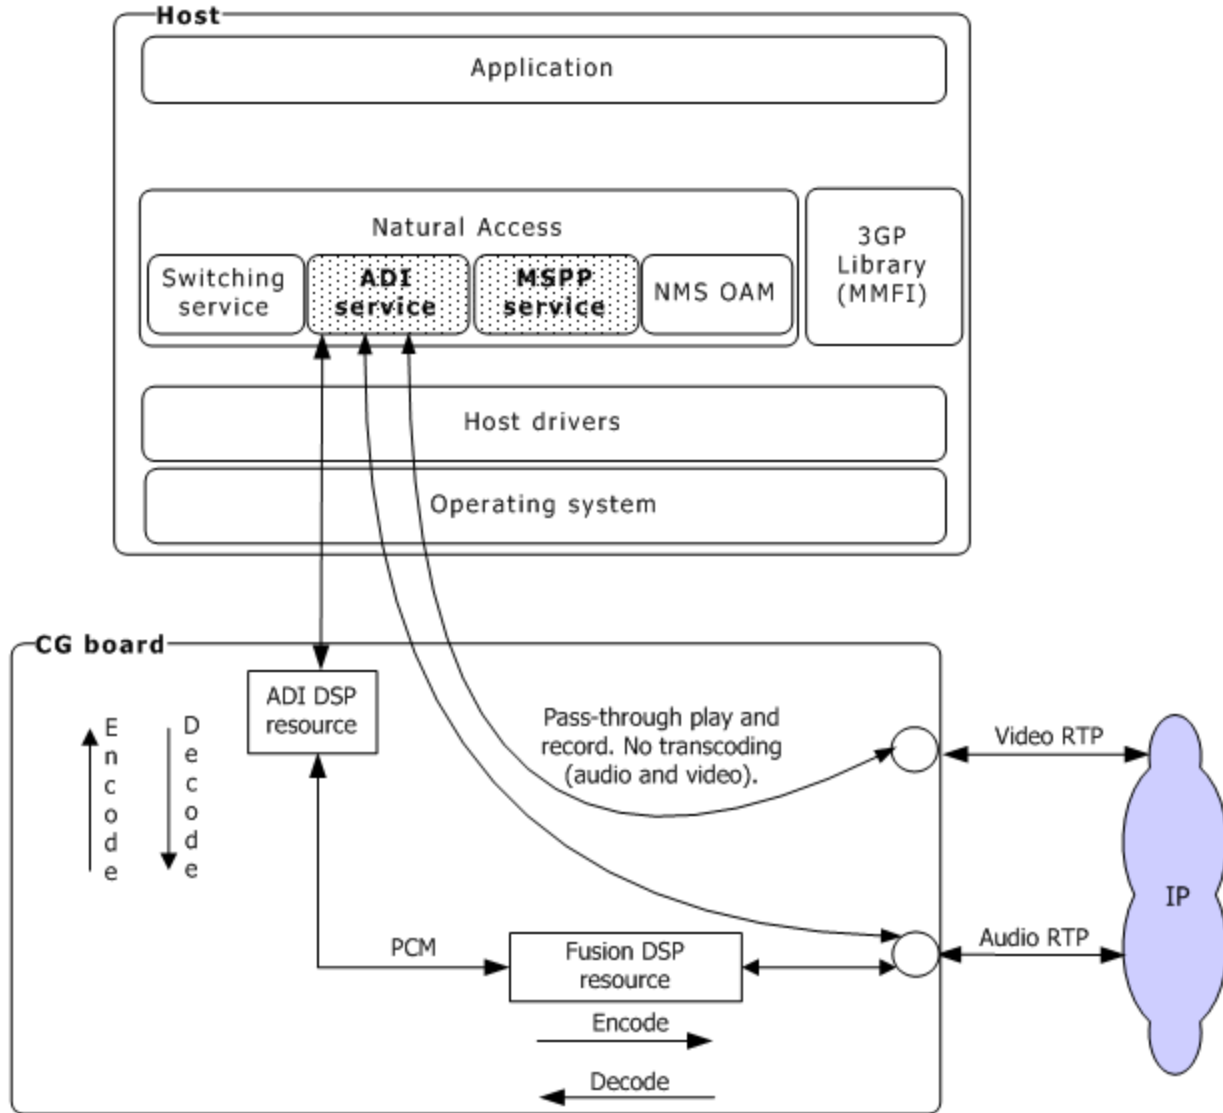 Host
Application
Natural Access
Switching
service
ADI
service
MSPP
service
NMS OAM
3GP
Library
(MMFI)
Host drivers
Operating system
CG board
ADI DSP
resource
Encode
Decode
Pass-through play and
record. No transcoding
(audio and video).
Video RTP
IP
Audio RTP
PCM
Fusion DSP
resource
Encode
Decode